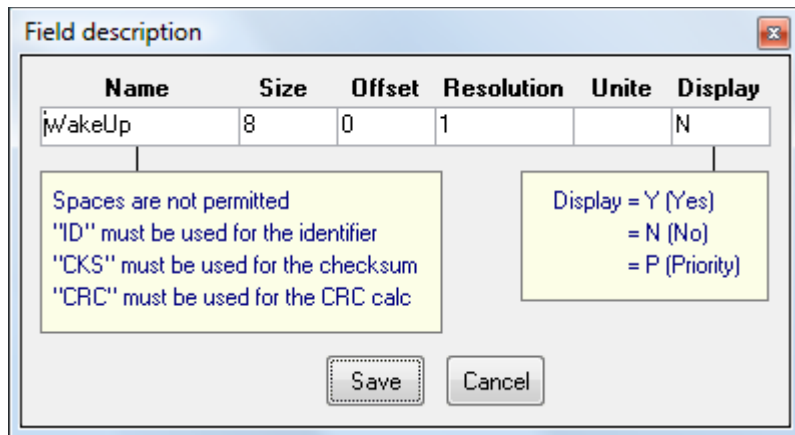 Field description
Name Size Offset Resolution Unite Display
WakeUp 8 0 1 N
Spaces are not permitted
"ID" must be used for the identifier
"CKS" must be used for the checksum
"CRC" must be used for the CRC calc
Display = Y (Yes)
= N (No)
= P (Priority)
Save Cancel